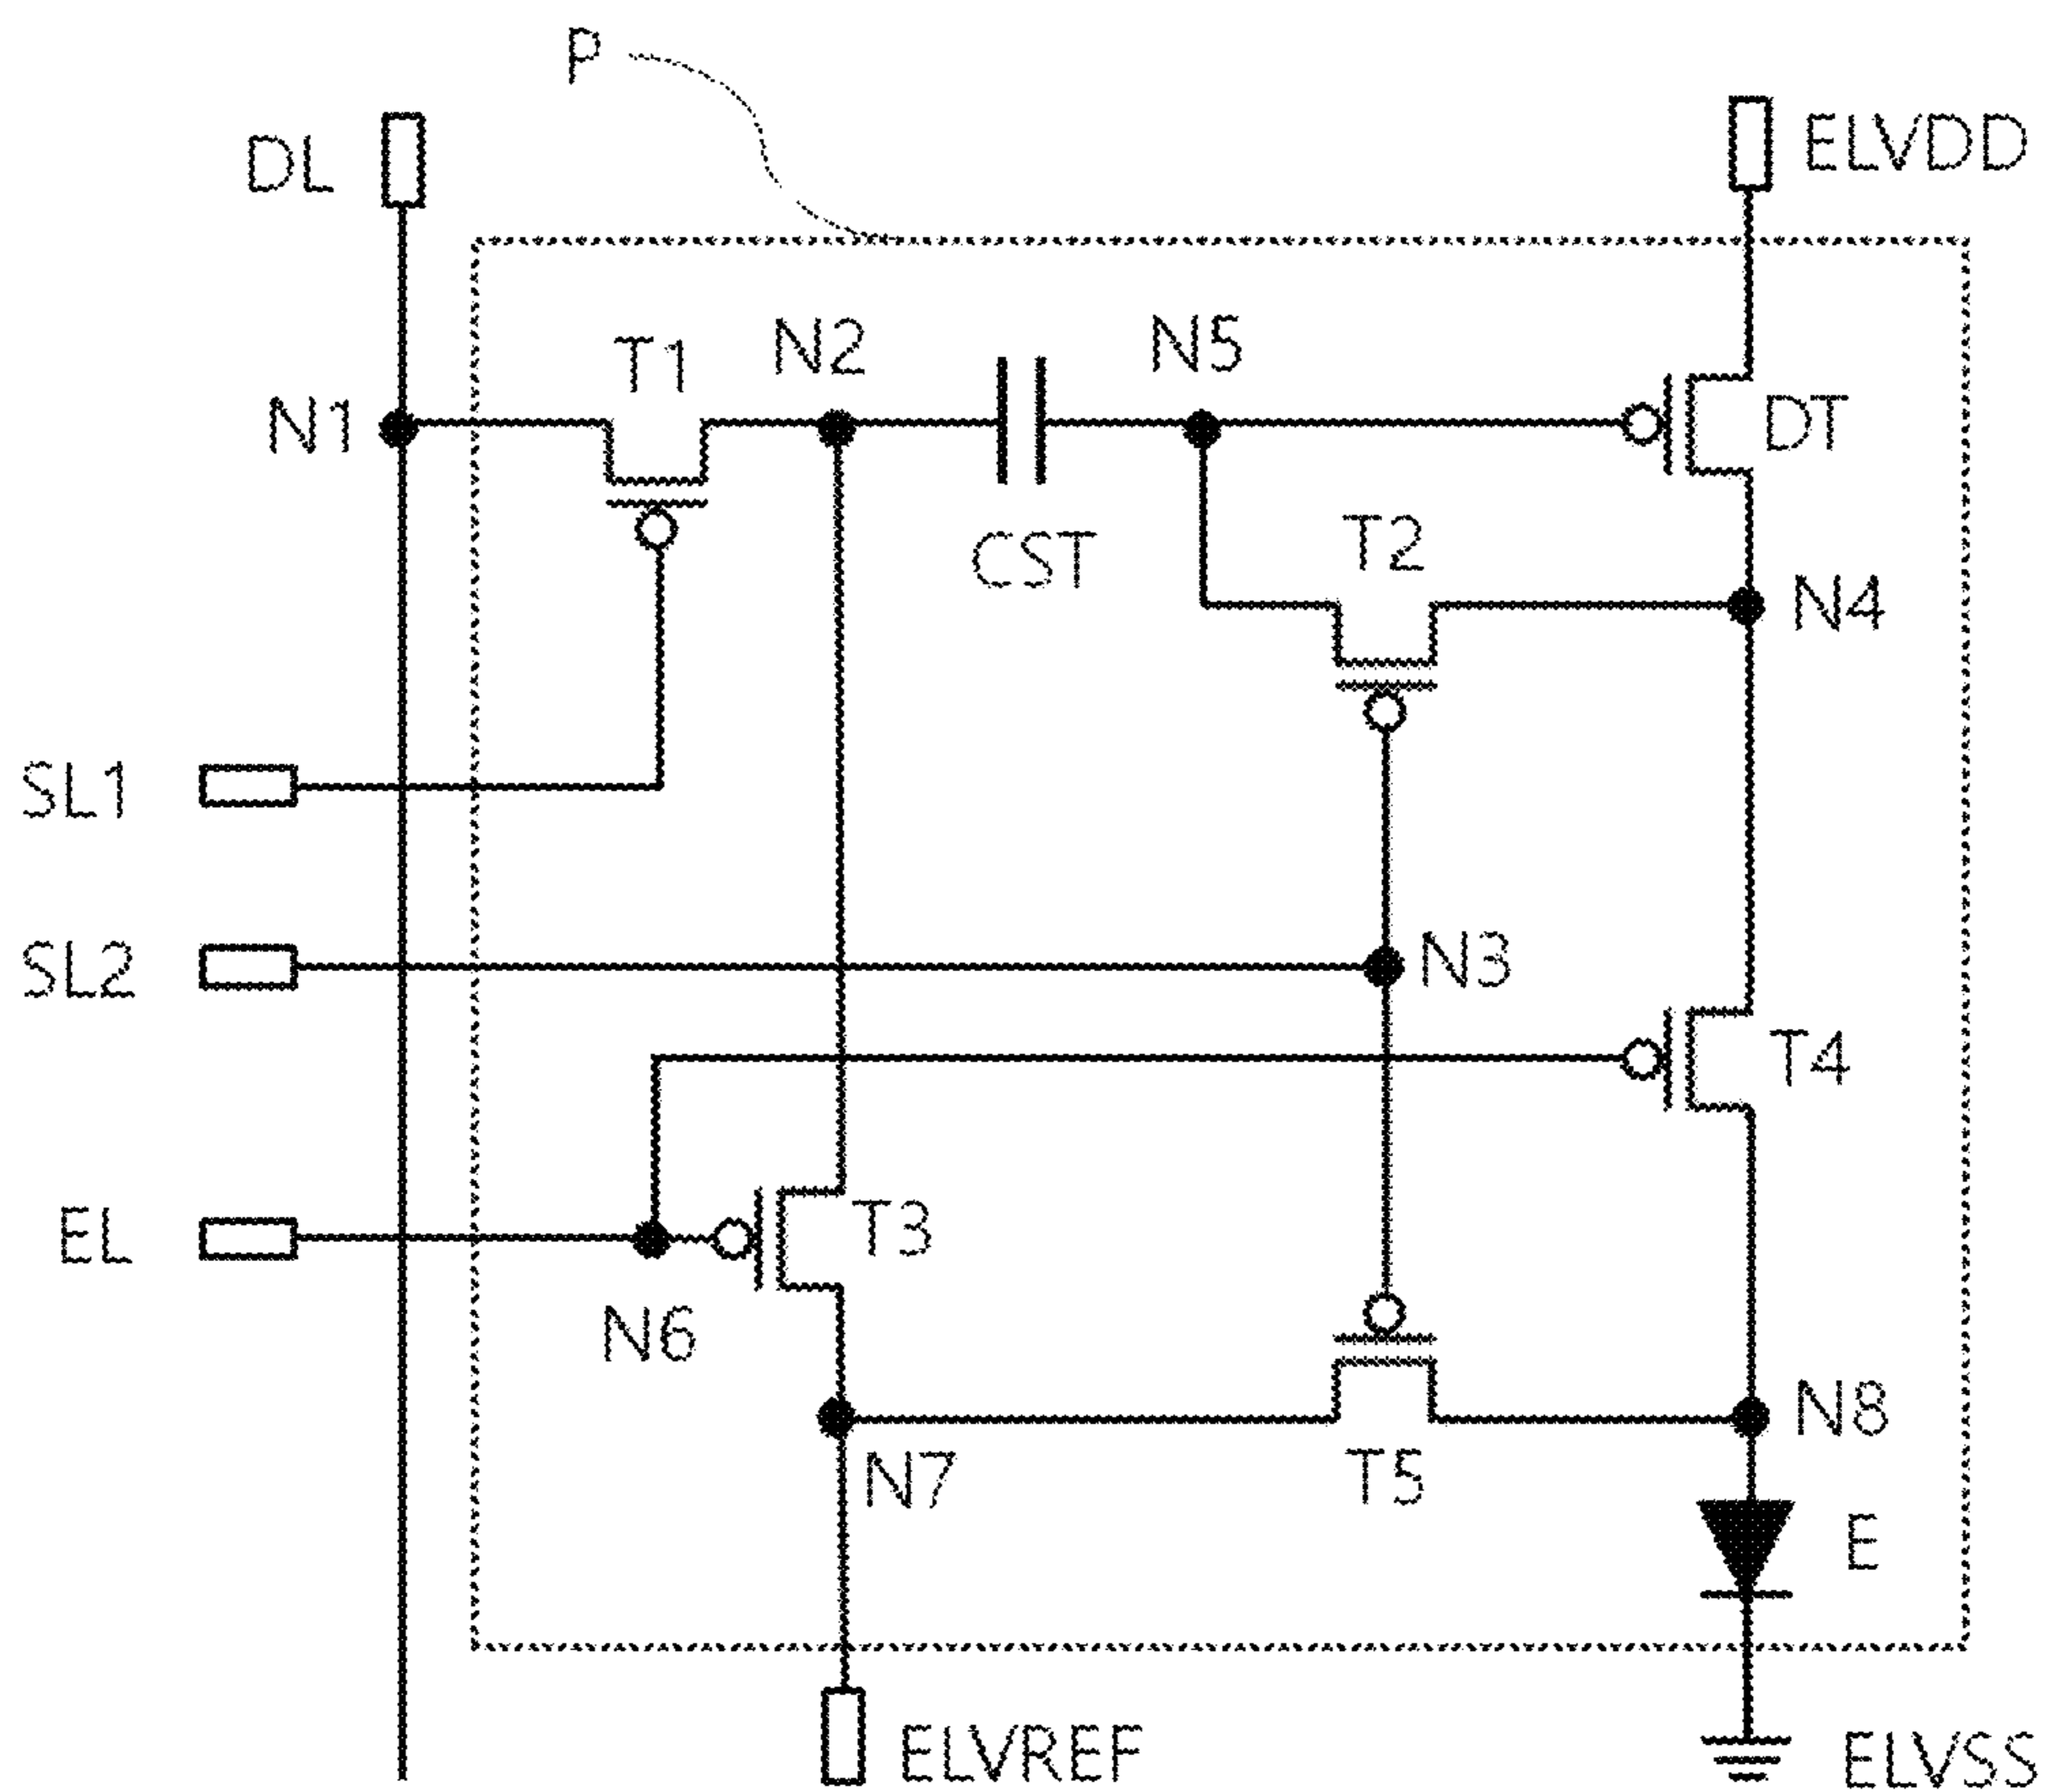 P
DL
ELVDD
T1
N2
N5
N1
DT
CST
T2
N4
SL1
SL2
N3
T4
EL
T3
N6
N8
N7
T5
E
ELVREF
ELVSS